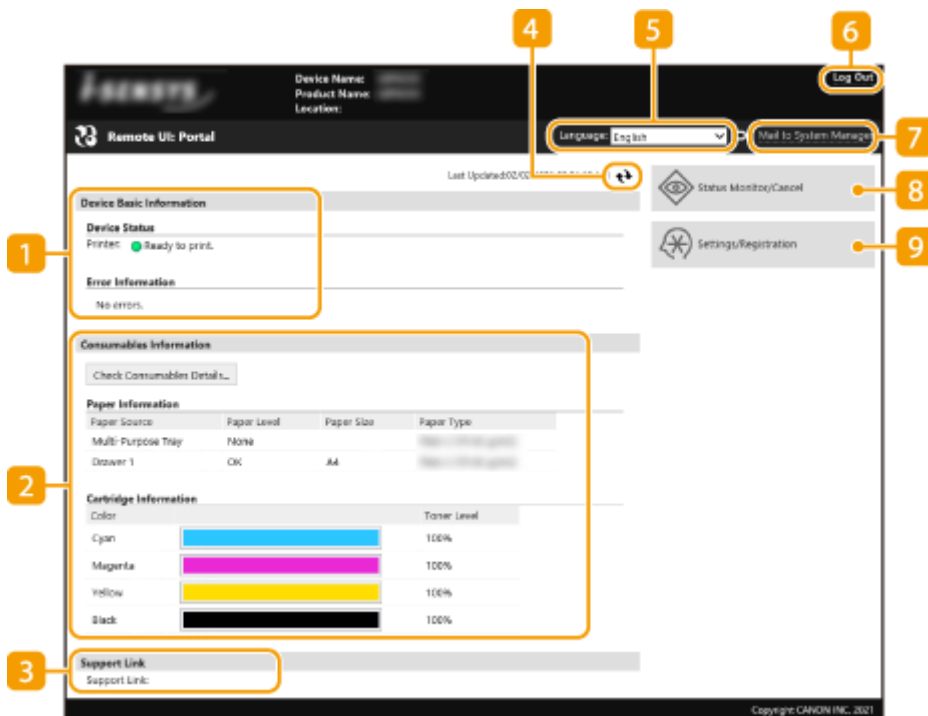 4
5
6
Device Name:
Product Name:
Location:
Log Out
Remote UI: Portal
Language: English
Mail to System Manager
7
Last Updated:02/02/
Status Monitor/Cancel
8
Settings/Registration
9
1
Device Basic Information
Device Status
Printer: Ready to print.
Error Information
No errors.
2
Consumables Information
Check Consumables Details...
Paper Information
Paper Source Paper Level Paper Size Paper Type
Multi-Purpose Tray None
Drawer 1 OK A4
Cartridge Information
Color Toner Level
Cyan 100%
Magenta 100%
Yellow 100%
Black 100%
3
Support Link
Support Link:
Copyright CANON INC. 2021